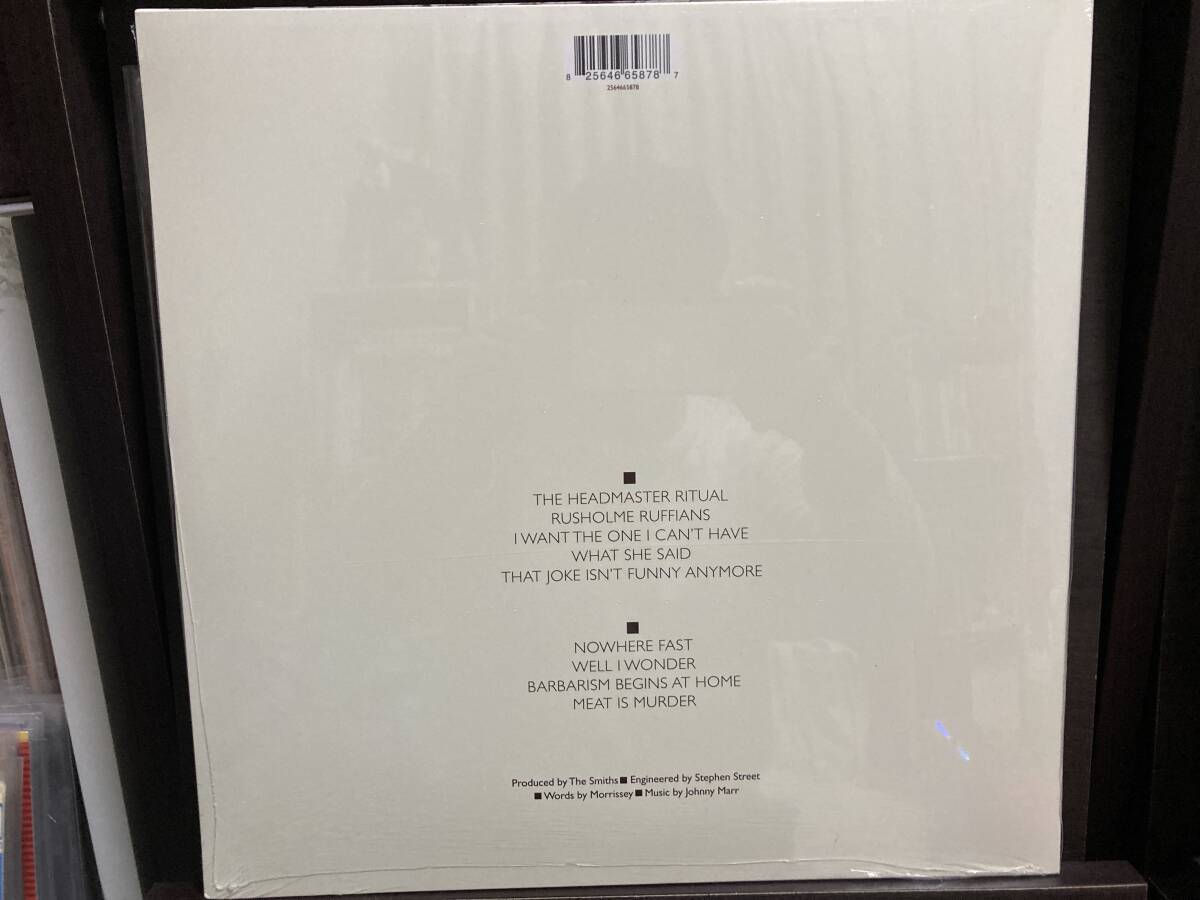 8 25646 65878 7
2564665878
■
THE HEADMASTER RITUAL
RUSHOLME RUFFIANS
I WANT THE ONE I CAN'T HAVE
WHAT SHE SAID
THAT JOKE ISN'T FUNNY ANYMORE
■
NOWHERE FAST
WELL I WONDER
BARBARISM BEGINS AT HOME
MEAT IS MURDER
Produced by The Smiths ■ Engineered by Stephen Street
■ Words by Morrissey ■ Music by Johnny Marr